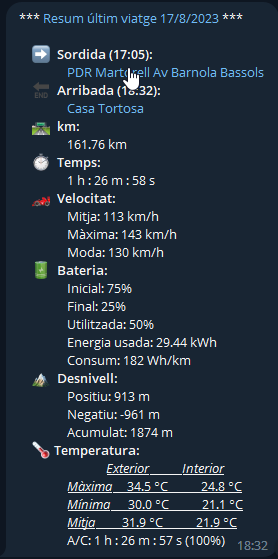 *** Resum últim viatge 17/8/2023 ***
Sordida (17:05):
PDR Martorell Av Barnola Bassols
END Arribada (18:32):
Casa Tortosa
km:
161.76 km
Temps:
1 h : 26 m : 58 s
Velocitat:
Mitja: 113 km/h
Màxima: 143 km/h
Moda: 130 km/h
Bateria:
Inicial: 75%
Final: 25%
Utilitzada: 50%
Energia usada: 29.44 kWh
Consum: 182 Wh/km
Desnivell:
Positiu: 913 m
Negatiu: -961 m
Acumulat: 1874 m
Temperatura:
Exterior Interior
Màxima 34.5 °C 24.8 °C
Mínima 30.0 °C 21.1 °C
Mitja 31.9 °C 21.9 °C
A/C: 1 h : 26 m : 57 s (100%)
18:32